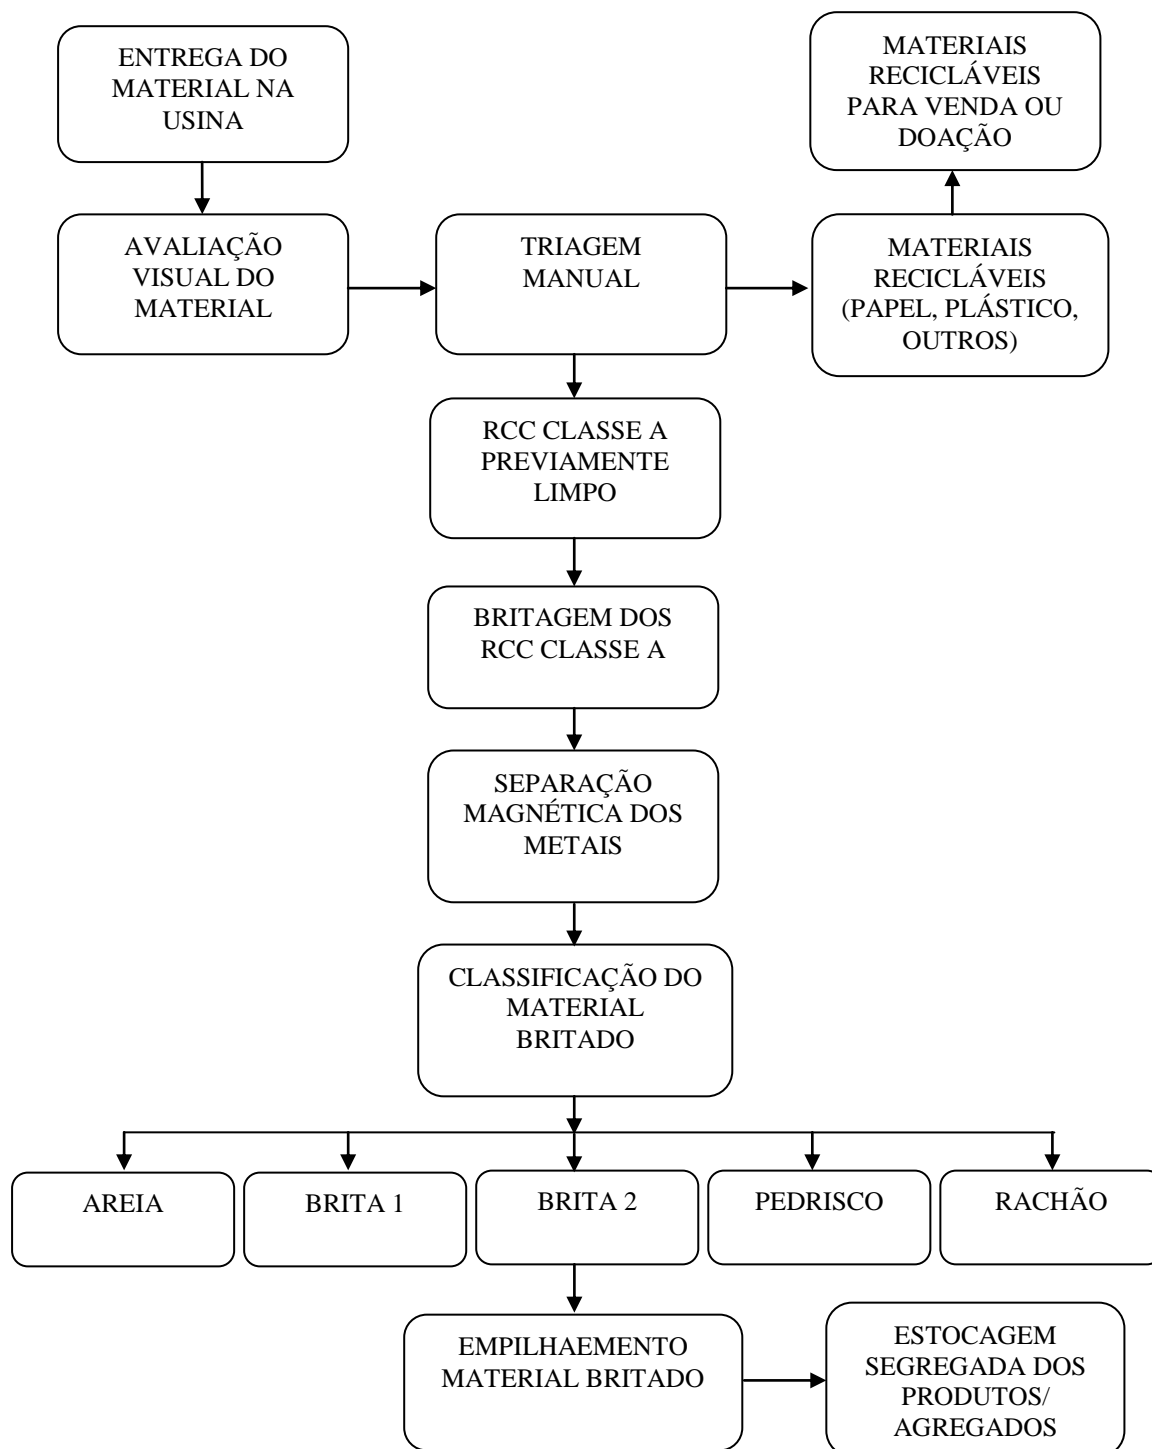 ENTREGA DO
MATERIAL NA
USINA
MATERIAIS
RECICLÁVEIS
PARA VENDA OU
DOAÇÃO
AVALIAÇÃO
VISUAL DO
MATERIAL
TRIAGEM
MANUAL
MATERIAIS
RECICLÁVEIS
(PAPEL, PLÁSTICO,
OUTROS)
RCC CLASSE A
PREVIAMENTE
LIMPO
BRITAGEM DOS
RCC CLASSE A
SEPARAÇÃO
MAGNÉTICA DOS
METAIS
CLASSIFICAÇÃO DO
MATERIAL
BRITADO
AREIA
BRITA 1
BRITA 2
PEDRISCO
RACHÃO
EMPILHAEMENTO
MATERIAL BRITADO
ESTOCAGEM
SEGREGADA DOS
PRODUTOS/
AGREGADOS